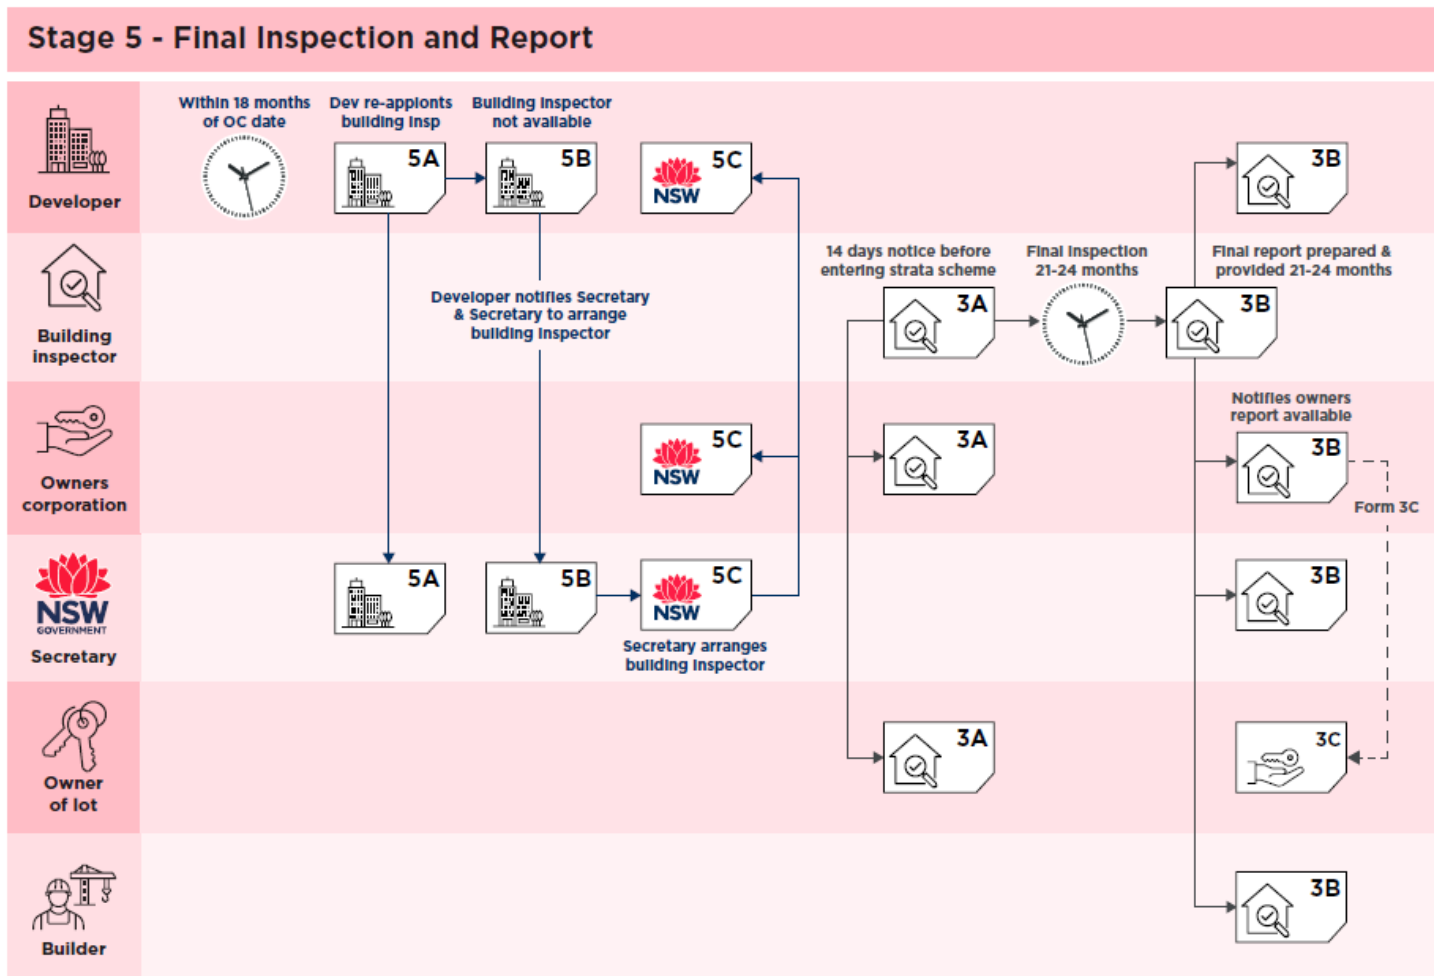 Stage 5 - Final Inspection and Report
Within 18 months
of OC date
Dev re-appionts
building insp
Building inspector
not available
5A
5B
5C
NSW
3B
Developer
14 days notice before
entering strata scheme
Final inspection
21-24 months
Final report prepared &
provided 21-24 months
Developer notifies Secretary
& Secretary to arrange
building inspector
3A
3B
Building
inspector
Notifies owners
report available
5C
NSW
3A
3B
Form 3C
Owners
corporation
5A
5B
5C
NSW
3B
NSW
GOVERNMENT
Secretary
Secretary arranges
building inspector
3A
3C
Owner
of lot
3B
Builder